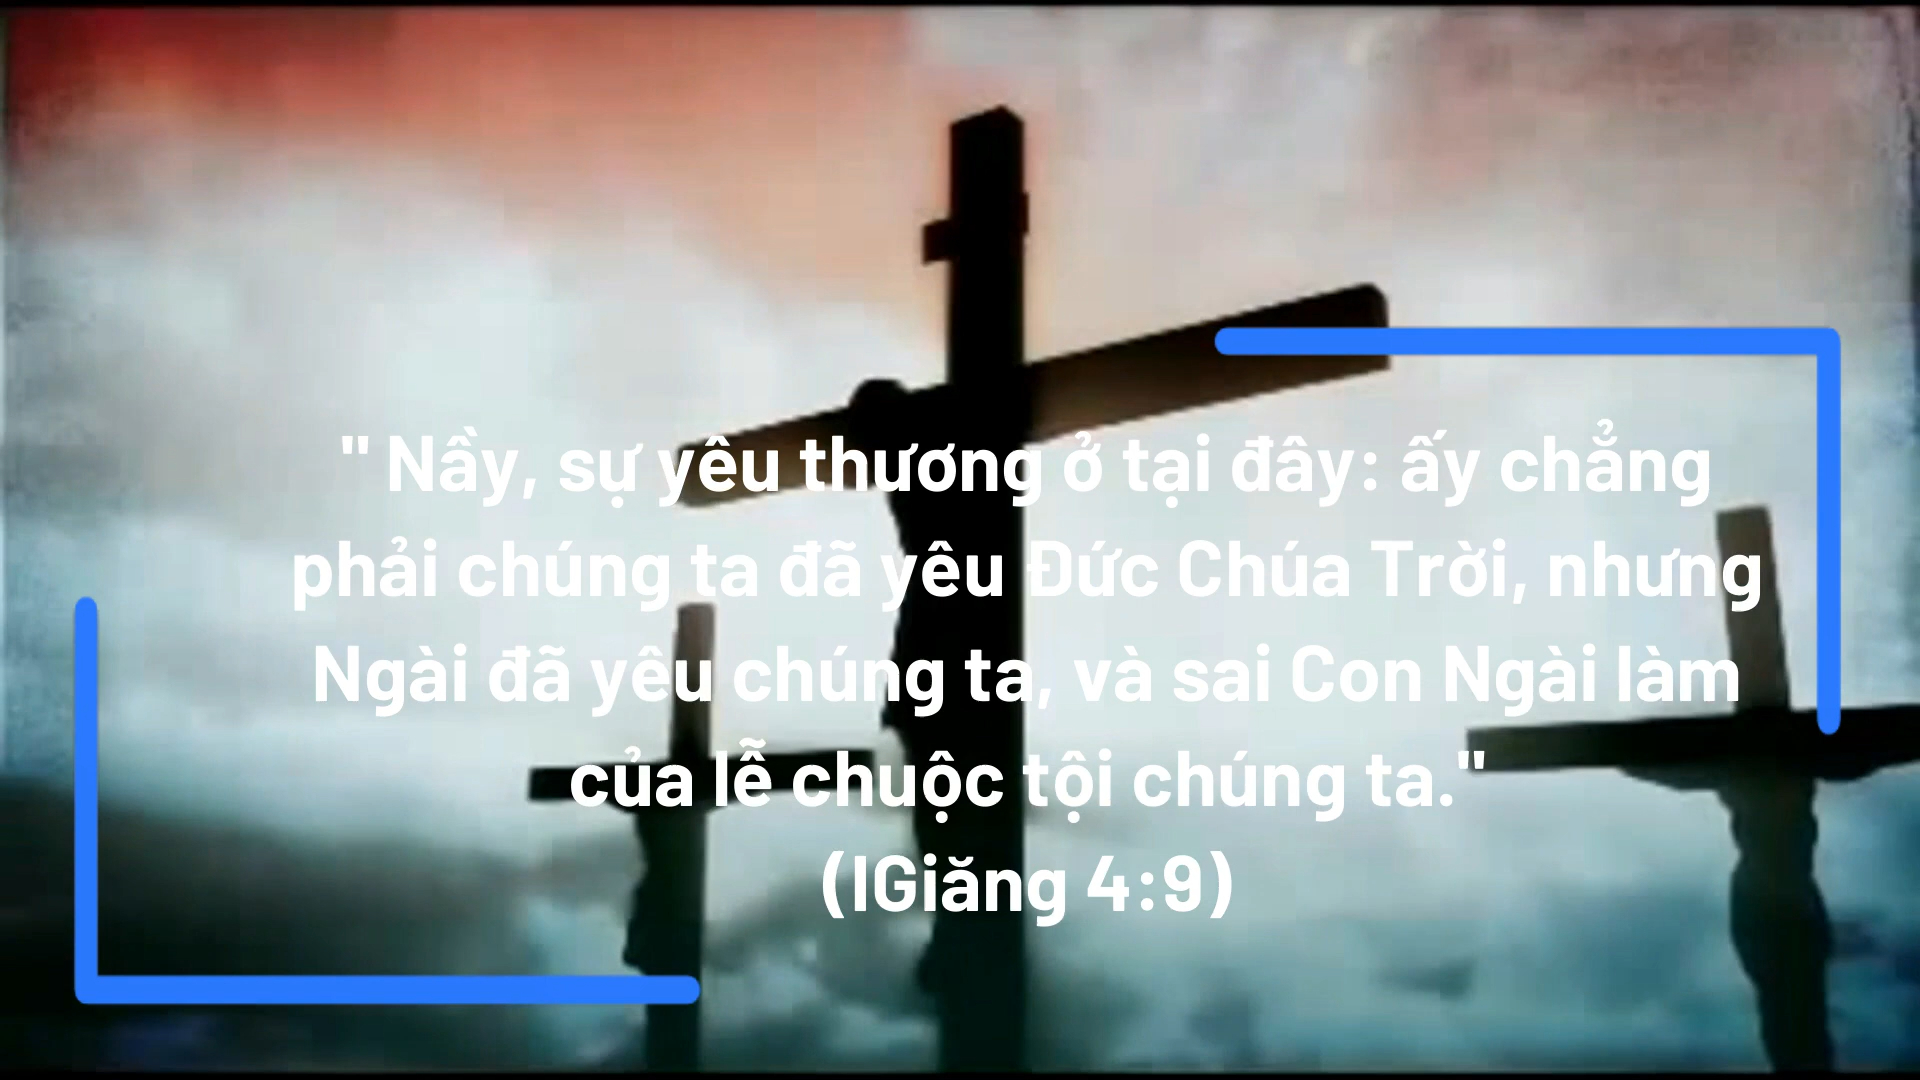 " Nầy, sự yêu thương ở tại đây: ấy chẳng
phải chúng ta đã yêu Đức Chúa Trời, nhưng
Ngài đã yêu chúng ta, và sai Con Ngài làm
của lễ chuộc tội chúng ta."
(IGiăng 4:9)